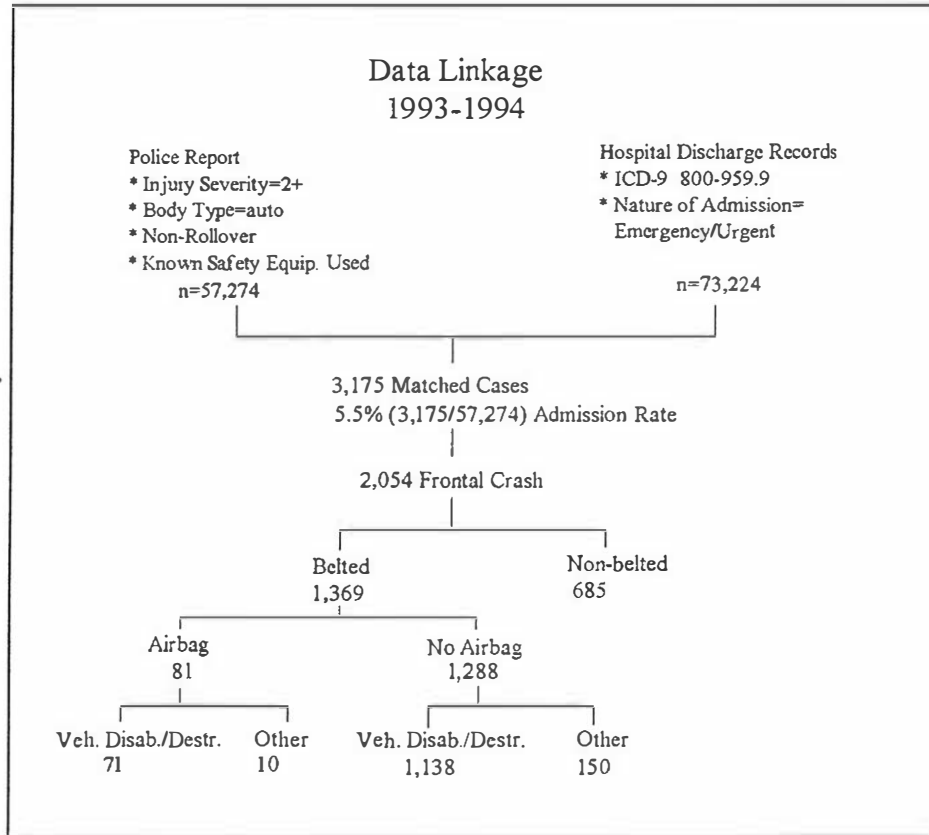 Data Linkage
1993-1994
Police Report
* Injury Severity=2+
* Body Type=auto
* Non-Rollover
* Known Safety Equip. Used
n=57,274
Hospital Discharge Records
* ICD-9 800-959.9
* Nature of Admission=
Emergency/Urgent
n=73,224
3,175 Matched Cases
5.5% (3,175/57,274) Admission Rate
2,054 Frontal Crash
Belted
1,369
Non-belted
685
Airbag
81
No Airbag
1,288
Veh. Disab./Destr.
71
Other
10
Veh. Disab./Destr.
1,138
Other
150